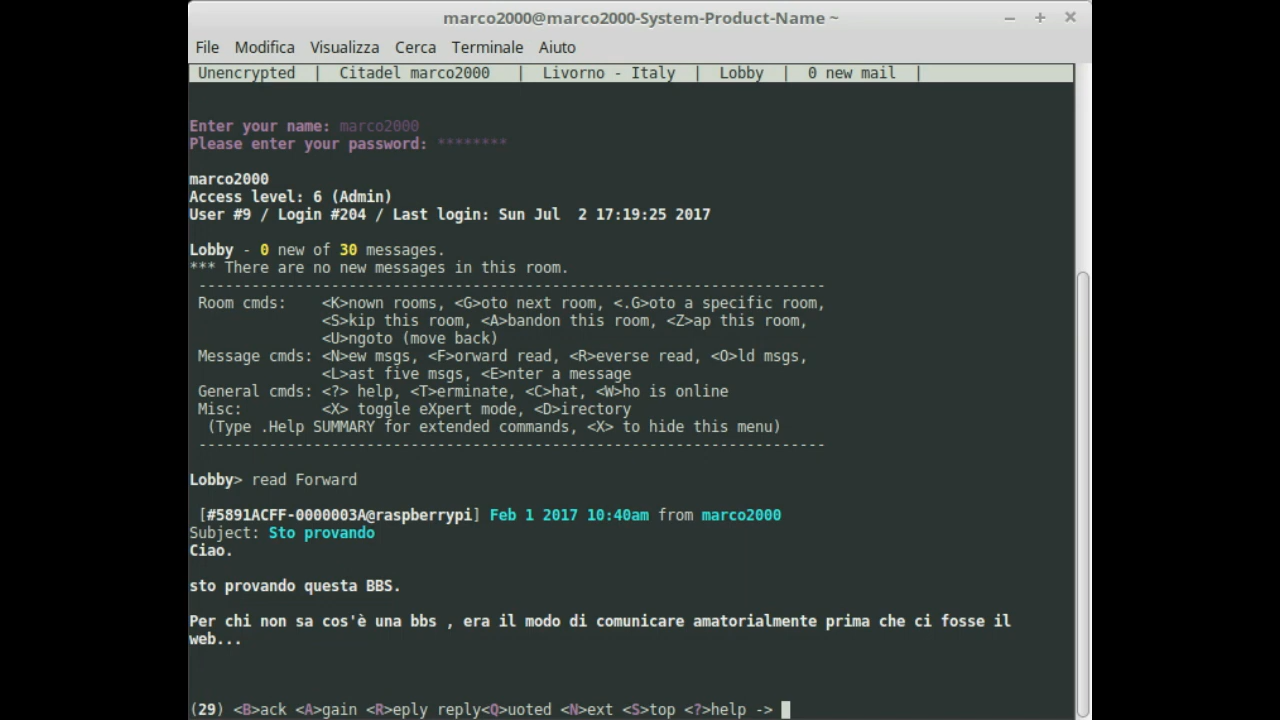 marco2000@marco2000-System-Product-Name ~
File Modifica Visualizza Cerca Terminale Aiuto
Unencrypted | Citadel marco2000 | Livorno - Italy | Lobby | 0 new mail |
Enter your name: marco2000
Please enter your password: ********
marco2000
Access level: 6 (Admin)
User #9 / Login #204 / Last login: Sun Jul  2 17:19:25 2017
Lobby - 0 new of 30 messages.
*** There are no new messages in this room.
-----------------------------------------------------------------------
Room cmds:    <K>nown rooms, <G>oto next room, <.G>oto a specific room,
<S>kip this room, <A>bandon this room, <Z>ap this room,
<U>ngoto (move back)
Message cmds: <N>ew msgs, <F>orward read, <R>everse read, <O>ld msgs,
<L>ast five msgs, <E>nter a message
General cmds: <?> help, <T>erminate, <C>hat, <W>ho is online
Misc:         <X> toggle eXpert mode, <D>irectory
(Type .Help SUMMARY for extended commands, <X> to hide this menu)
-----------------------------------------------------------------------
Lobby> read Forward
[#5891ACFF-0000003A@raspberrypi] Feb 1 2017 10:40am from marco2000
Subject: Sto provando
Ciao.
sto provando questa BBS.
Per chi non sa cos'è una bbs , era il modo di comunicare amatorialmente prima che ci fosse il
web...
(29) <B>ack <A>gain <R>eply reply<Q>uoted <N>ext <S>top <?>help ->